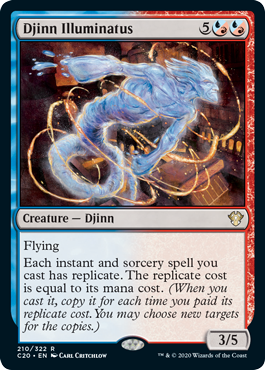 Djinn Illuminatus 5
Creature — Djinn
Flying
Each instant and sorcery spell you
cast has replicate. The replicate cost
is equal to its mana cost. (When you
cast it, copy it for each time you paid its
replicate cost. You may choose new targets
for the copies.)
3/5
210/322 R
C20 • EN Carl Critchlow
™ & © 2020 Wizards of the Coast